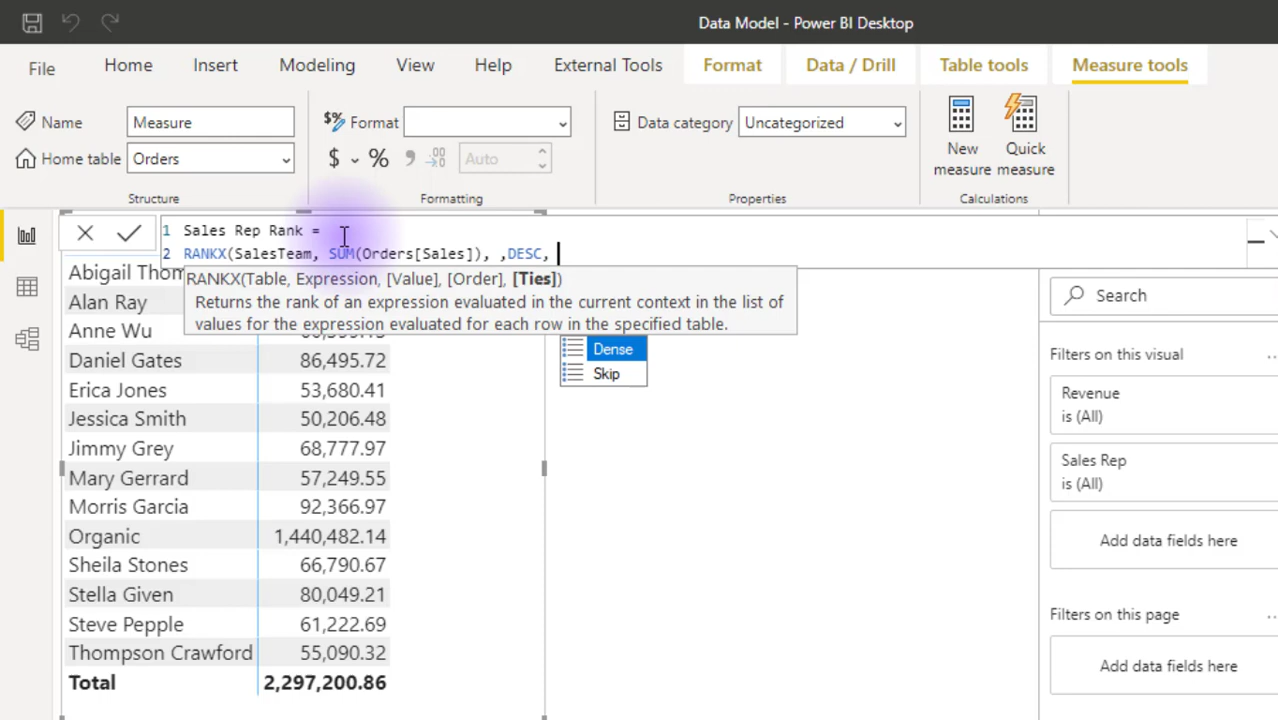 Data Model - Power BI Desktop
File Home Insert Modeling View Help External Tools Format Data / Drill Table tools Measure tools
Name Measure
Home table Orders
Structure
Format
$ % 9 .00 Auto
Formatting
Data category Uncategorized
Properties
New measure
Quick measure
Calculations
1 Sales Rep Rank =
2 RANKX(SalesTeam, SUM(Orders[Sales]), ,DESC,
RANKX(Table, Expression, [Value], [Order], [Ties])
Returns the rank of an expression evaluated in the current context in the list of
values for the expression evaluated for each row in the specified table.
Dense
Skip
Abigail Thom
Alan Ray
Anne Wu
Daniel Gates 86,495.72
Erica Jones 53,680.41
Jessica Smith 50,206.48
Jimmy Grey 68,777.97
Mary Gerrard 57,249.55
Morris Garcia 92,366.97
Organic 1,440,482.14
Sheila Stones 66,790.67
Stella Given 80,049.21
Steve Pepple 61,222.69
Thompson Crawford 55,090.32
Total 2,297,200.86
Search
Filters on this visual ..
Revenue
is (All)
Sales Rep
is (All)
Add data fields here
Filters on this page ..
Add data fields here